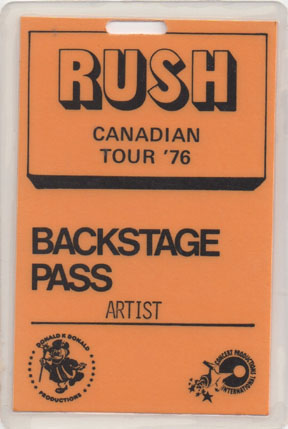 RUSH
CANADIAN
TOUR '76
BACKSTAGE
PASS
ARTIST
DONALD K DONALD
PRODUCTIONS
CONCERT PRODUCTIONS
INTERNATIONAL